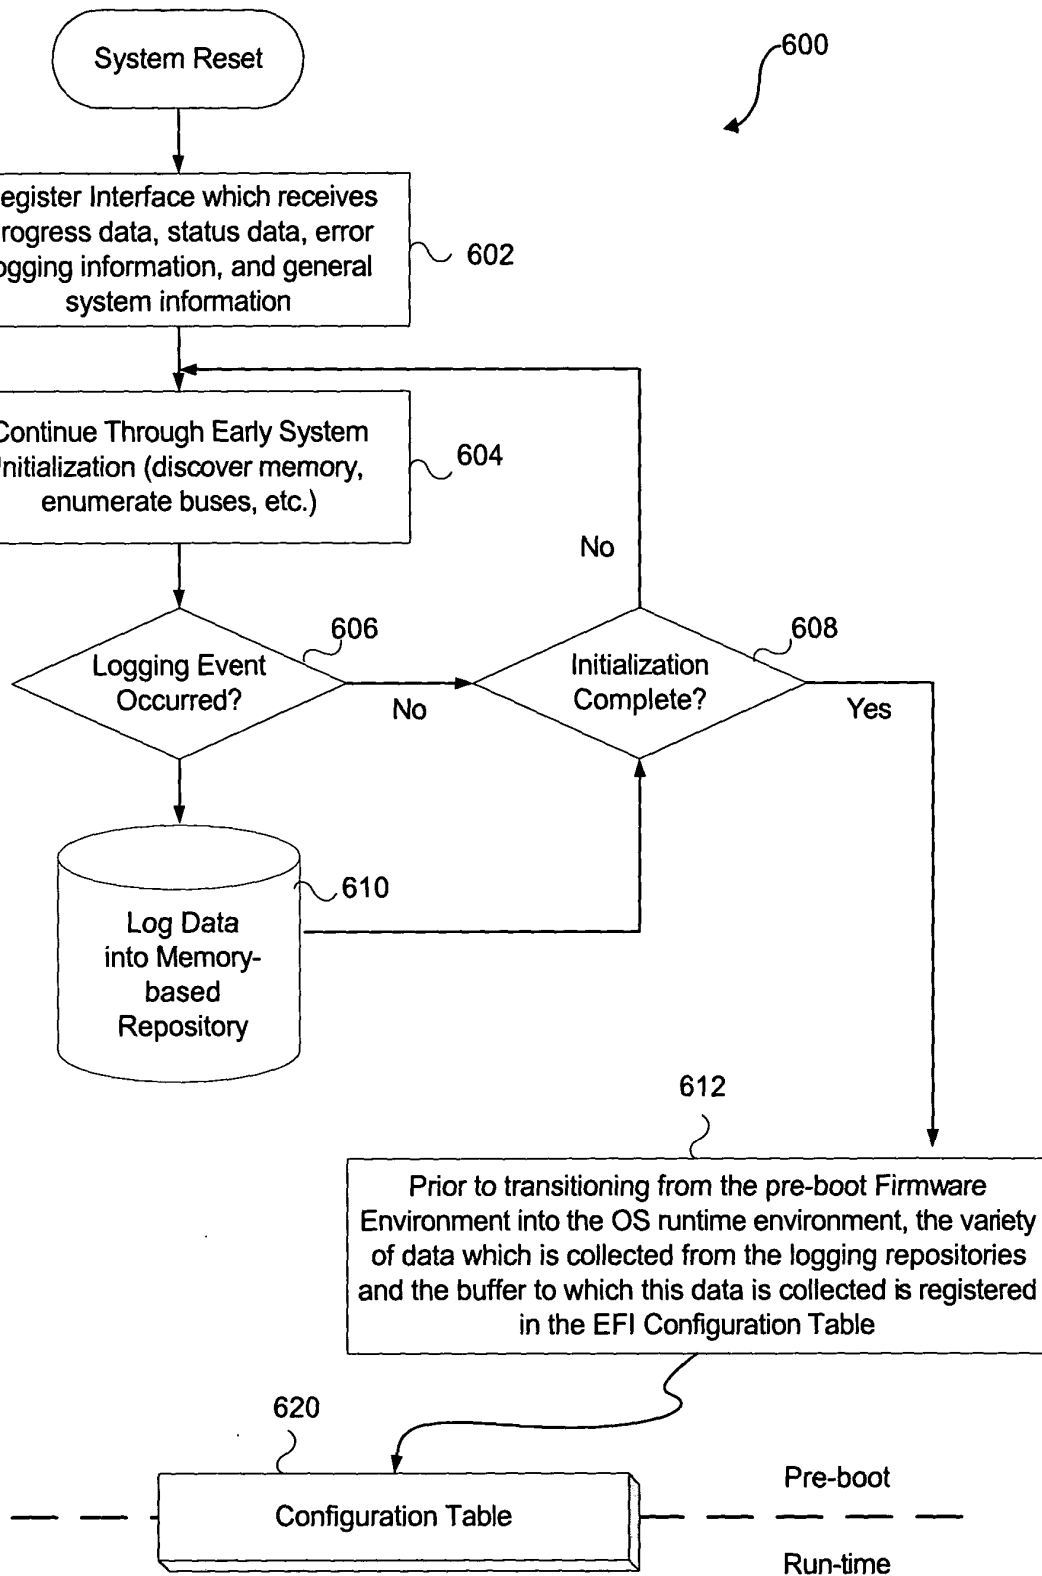 System Reset
600
egister Interface which receives
rogress data, status data, error
ogging information, and general
system information
602
Continue Through Early System
Initialization (discover memory,
enumerate buses, etc.)
604
No
606
Logging Event
Occurred?
No
608
Initialization
Complete?
Yes
610
Log Data
into Memory-
based
Repository
612
Prior to transitioning from the pre-boot Firmware
Environment into the OS runtime environment, the variety
of data which is collected from the logging repositories
and the buffer to which this data is collected is registered
in the EFI Configuration Table
620
Configuration Table
Pre-boot
Run-time